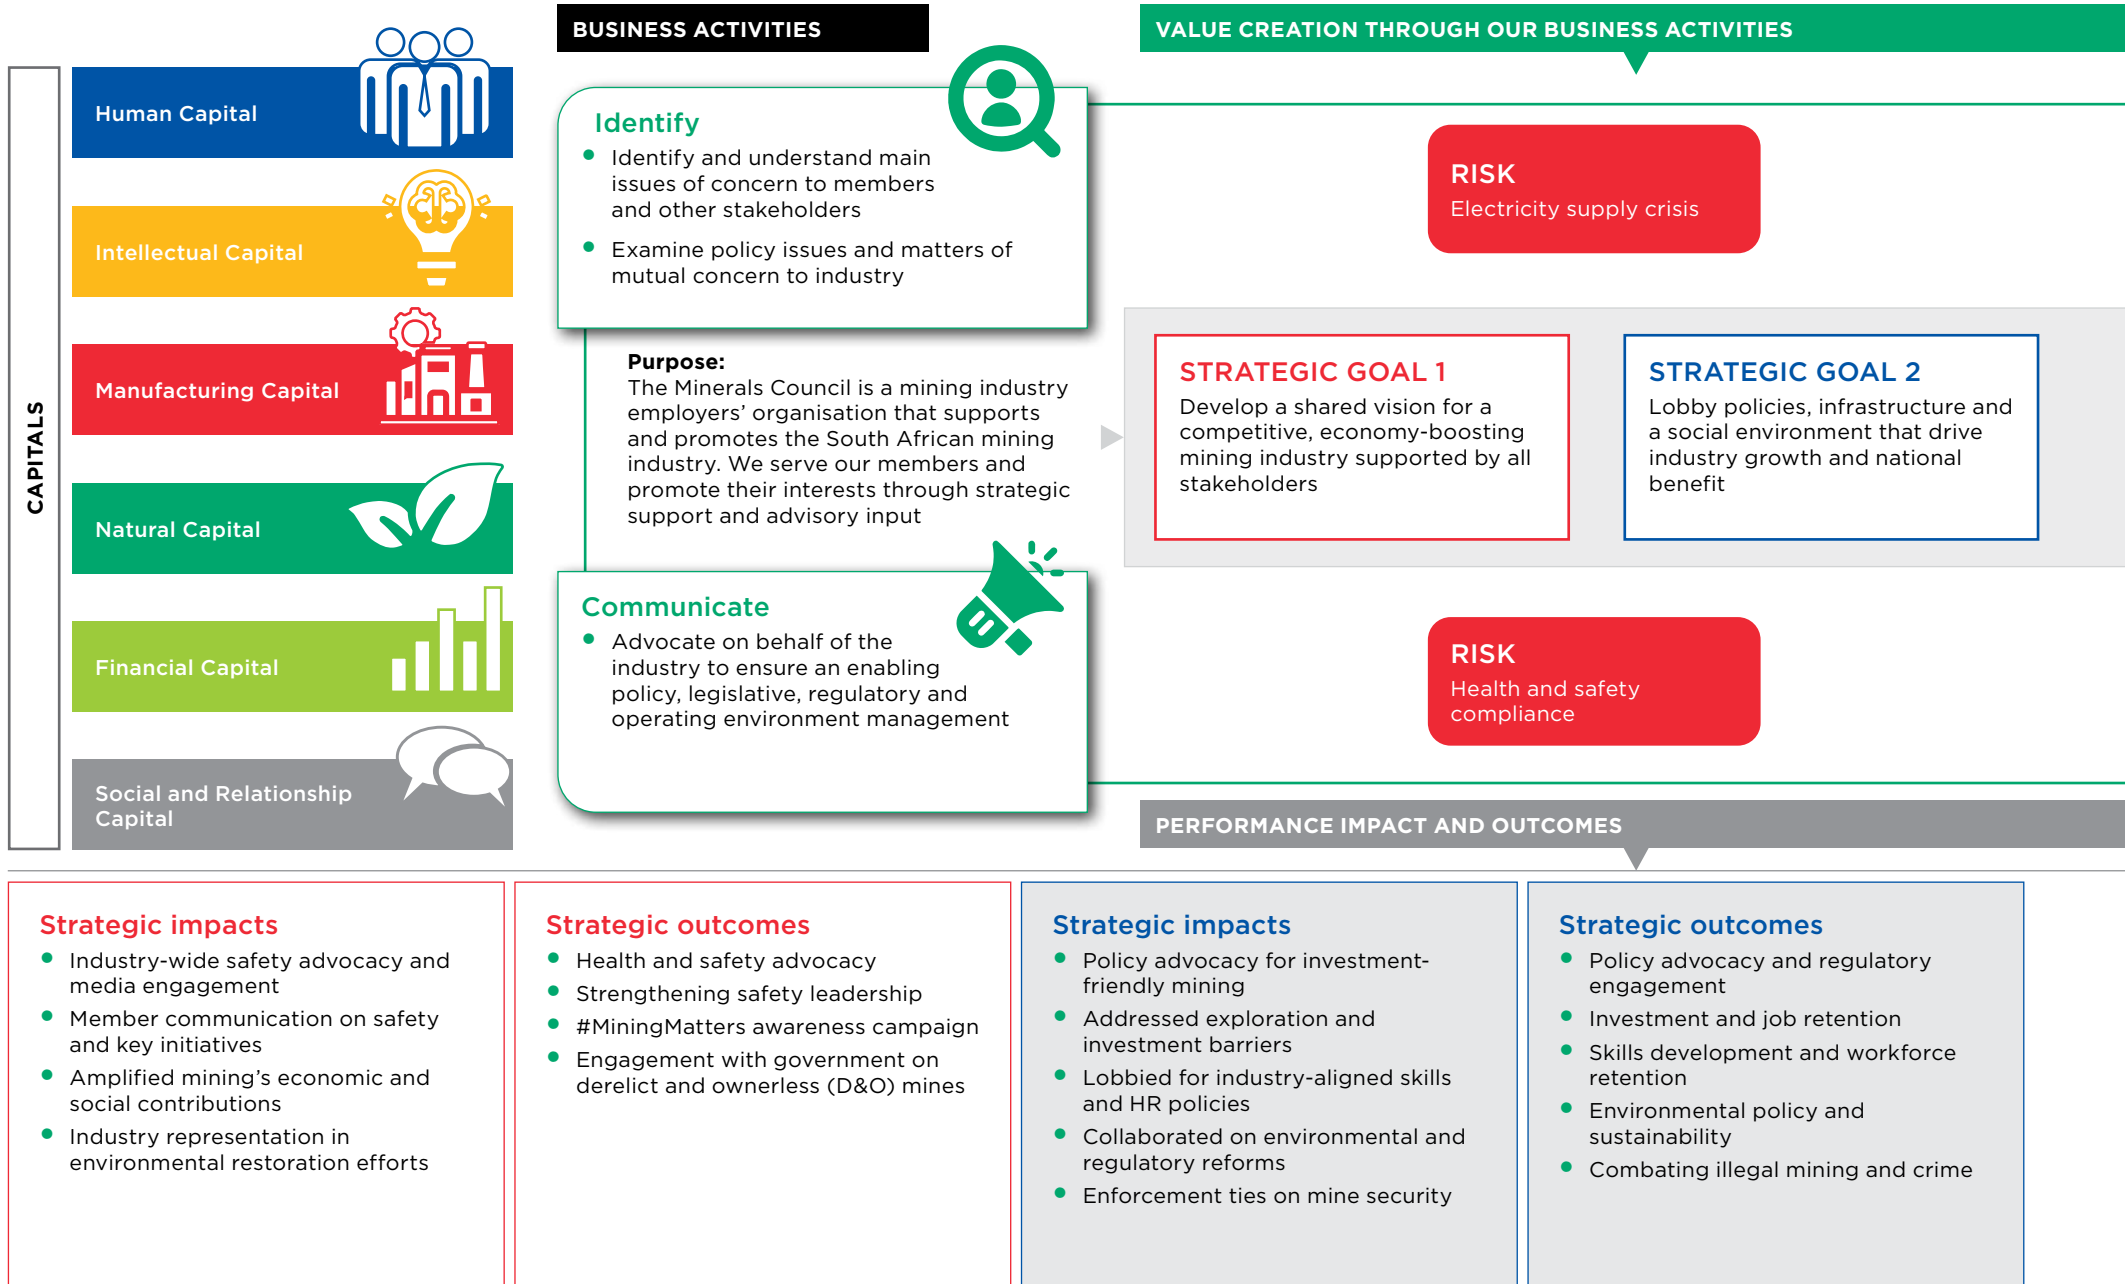 CAPITALS
Human Capital
Intellectual Capital
Manufacturing Capital
Natural Capital
Financial Capital
Social and Relationship
Capital
BUSINESS ACTIVITIES
Identify
• Identify and understand main
issues of concern to members
and other stakeholders
• Examine policy issues and matters of
mutual concern to industry
Purpose:
The Minerals Council is a mining industry
employers’ organisation that supports
and promotes the South African mining
industry. We serve our members and
promote their interests through strategic
support and advisory input
Communicate
• Advocate on behalf of the
industry to ensure an enabling
policy, legislative, regulatory and
operating environment management
VALUE CREATION THROUGH OUR BUSINESS ACTIVITIES
RISK
Electricity supply crisis
STRATEGIC GOAL 1
Develop a shared vision for a
competitive, economy-boosting
mining industry supported by all
stakeholders
STRATEGIC GOAL 2
Lobby policies, infrastructure and
a social environment that drive
industry growth and national
benefit
RISK
Health and safety
compliance
PERFORMANCE IMPACT AND OUTCOMES
Strategic impacts
• Industry-wide safety advocacy and
media engagement
• Member communication on safety
and key initiatives
• Amplified mining’s economic and
social contributions
• Industry representation in
environmental restoration efforts
Strategic outcomes
• Health and safety advocacy
• Strengthening safety leadership
• #MiningMatters awareness campaign
• Engagement with government on
derelict and ownerless (D&O) mines
Strategic impacts
• Policy advocacy for investment-
friendly mining
• Addressed exploration and
investment barriers
• Lobbied for industry-aligned skills
and HR policies
• Collaborated on environmental and
regulatory reforms
• Enforcement ties on mine security
Strategic outcomes
• Policy advocacy and regulatory
engagement
• Investment and job retention
• Skills development and workforce
retention
• Environmental policy and
sustainability
• Combating illegal mining and crime